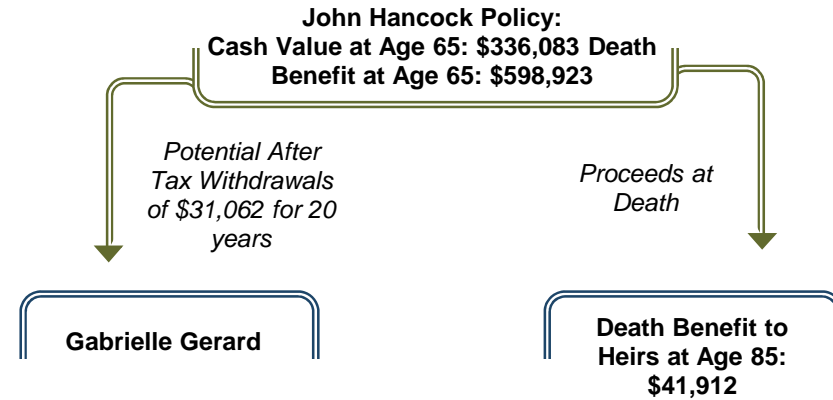 John Hancock Policy:
Cash Value at Age 65: $336,083 Death
Benefit at Age 65: $598,923
Potential After
Tax Withdrawals
of $31,062 for 20
years
Proceeds at
Death
Gabrielle Gerard
Death Benefit to
Heirs at Age 85:
$41,912